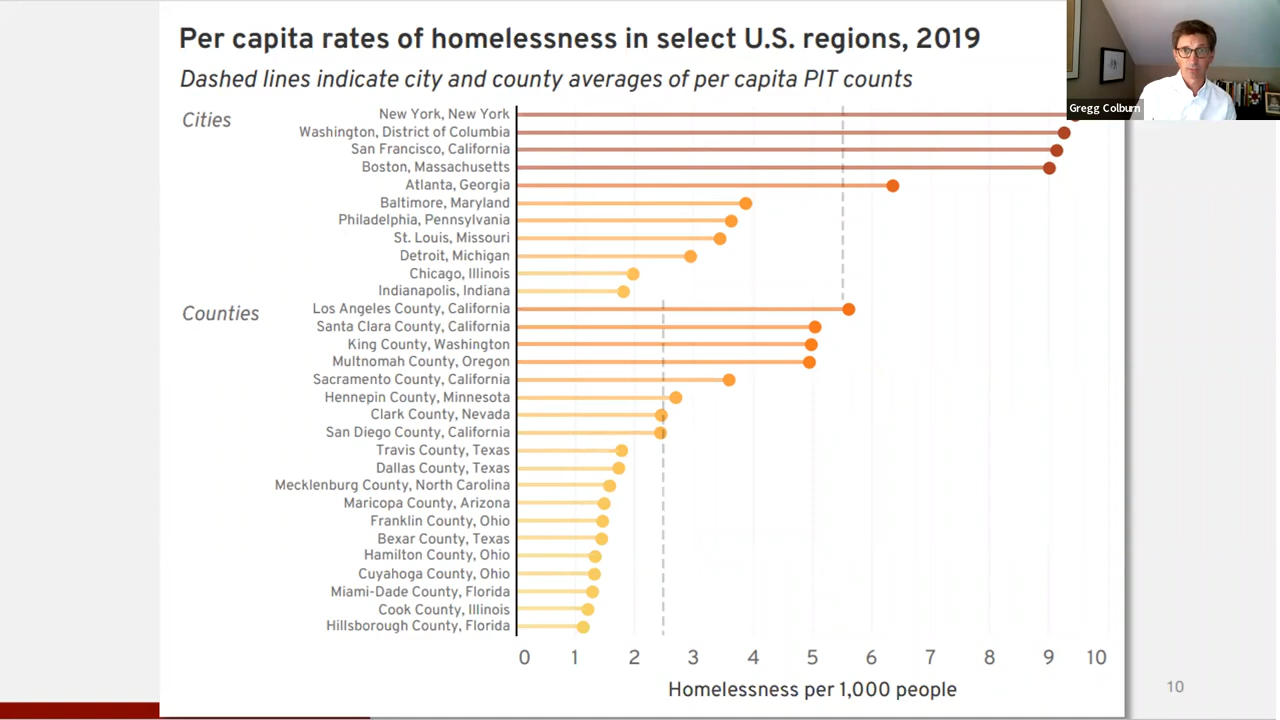 Per capita rates of homelessness in select U.S. regions, 2019
Dashed lines indicate city and county averages of per capita PIT counts
Gregg Colburn
Cities
New York, New York
Washington, District of Columbia
San Francisco, California
Boston, Massachusetts
Atlanta, Georgia
Baltimore, Maryland
Philadelphia, Pennsylvania
St. Louis, Missouri
Detroit, Michigan
Chicago, Illinois
Indianapolis, Indiana
Counties
Los Angeles County, California
Santa Clara County, California
King County, Washington
Multnomah County, Oregon
Sacramento County, California
Hennepin County, Minnesota
Clark County, Nevada
San Diego County, California
Travis County, Texas
Dallas County, Texas
Mecklenburg County, North Carolina
Maricopa County, Arizona
Franklin County, Ohio
Bexar County, Texas
Hamilton County, Ohio
Cuyahoga County, Ohio
Miami-Dade County, Florida
Cook County, Illinois
Hillsborough County, Florida
0 1 2 3 4 5 6 7 8 9 10
Homelessness per 1,000 people
10